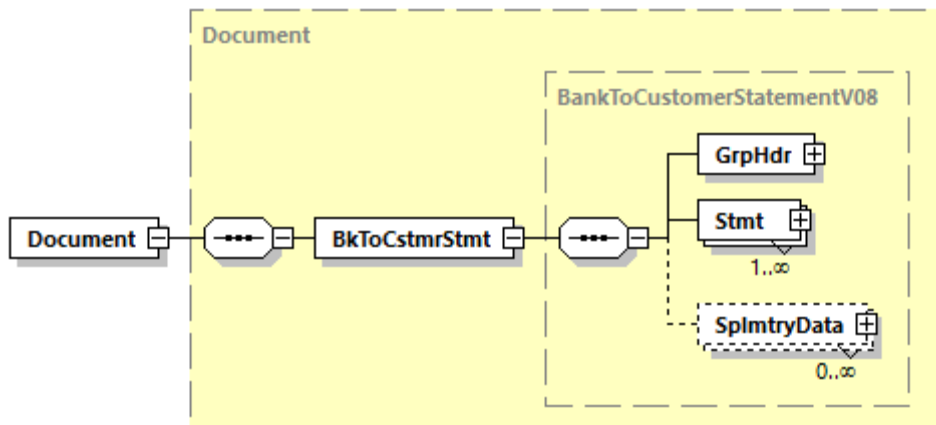 Document
BankToCustomerStatementV08
GrpHdr
Document
BkToCstmrStmt
Stmt
1..∞
SplmtryData
0..∞